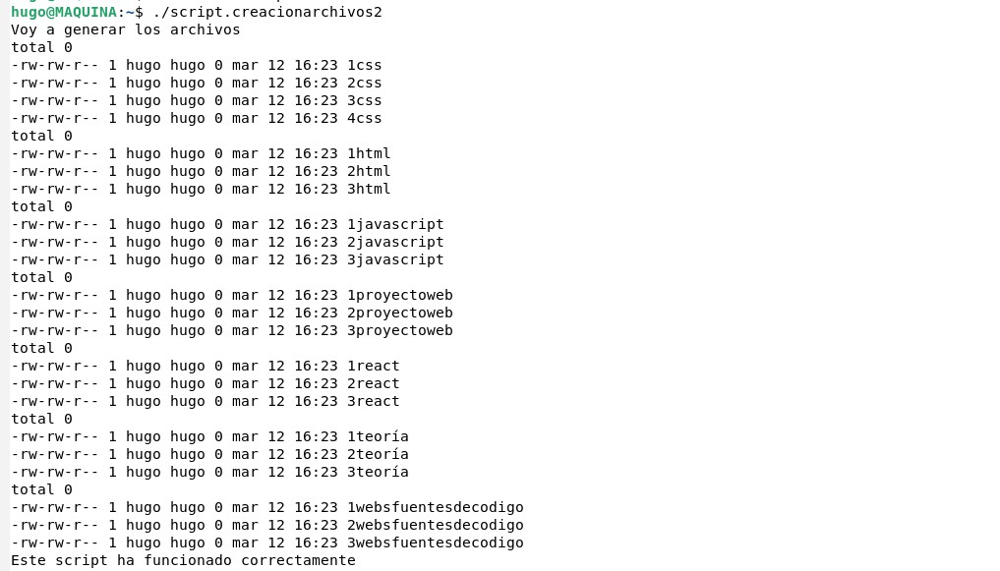 hugo@MAQUINA:~$ ./script.creacionarchivos2
Voy a generar los archivos
total 0
-rw-rw-r-- 1 hugo hugo 0 mar 12 16:23 1css
-rw-rw-r-- 1 hugo hugo 0 mar 12 16:23 2css
-rw-rw-r-- 1 hugo hugo 0 mar 12 16:23 3css
-rw-rw-r-- 1 hugo hugo 0 mar 12 16:23 4css
total 0
-rw-rw-r-- 1 hugo hugo 0 mar 12 16:23 1html
-rw-rw-r-- 1 hugo hugo 0 mar 12 16:23 2html
-rw-rw-r-- 1 hugo hugo 0 mar 12 16:23 3html
total 0
-rw-rw-r-- 1 hugo hugo 0 mar 12 16:23 1javascript
-rw-rw-r-- 1 hugo hugo 0 mar 12 16:23 2javascript
-rw-rw-r-- 1 hugo hugo 0 mar 12 16:23 3javascript
total 0
-rw-rw-r-- 1 hugo hugo 0 mar 12 16:23 1proyectoweb
-rw-rw-r-- 1 hugo hugo 0 mar 12 16:23 2proyectoweb
-rw-rw-r-- 1 hugo hugo 0 mar 12 16:23 3proyectoweb
total 0
-rw-rw-r-- 1 hugo hugo 0 mar 12 16:23 1react
-rw-rw-r-- 1 hugo hugo 0 mar 12 16:23 2react
-rw-rw-r-- 1 hugo hugo 0 mar 12 16:23 3react
total 0
-rw-rw-r-- 1 hugo hugo 0 mar 12 16:23 1teoría
-rw-rw-r-- 1 hugo hugo 0 mar 12 16:23 2teoría
-rw-rw-r-- 1 hugo hugo 0 mar 12 16:23 3teoría
total 0
-rw-rw-r-- 1 hugo hugo 0 mar 12 16:23 1websfuentesdecodigo
-rw-rw-r-- 1 hugo hugo 0 mar 12 16:23 2websfuentesdecodigo
-rw-rw-r-- 1 hugo hugo 0 mar 12 16:23 3websfuentesdecodigo
Este script ha funcionado correctamente